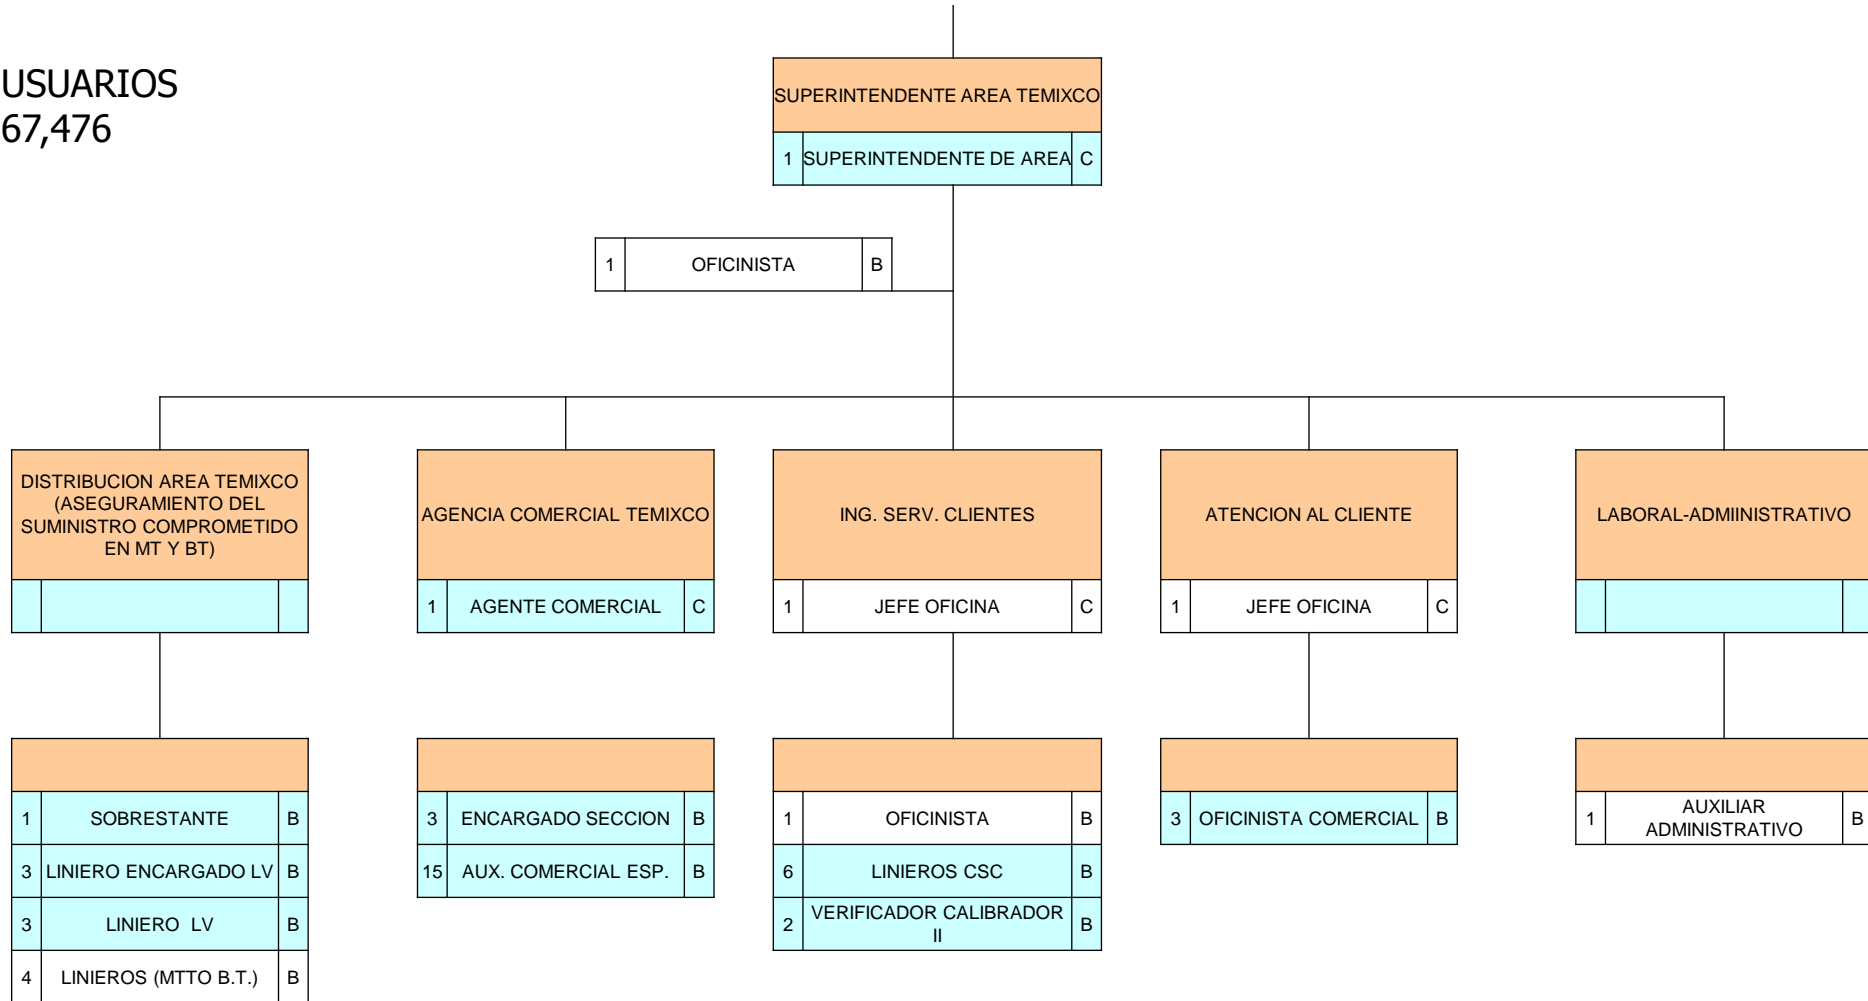 USUARIOS
67,476
SUPERINTENDENTE AREA TEMIXCO
1 SUPERINTENDENTE DE AREA C
1 OFICINISTA B
DISTRIBUCION AREA TEMIXCO
(ASEGURAMIENTO DEL
SUMINISTRO COMPROMETIDO
EN MT Y BT)
AGENCIA COMERCIAL TEMIXCO
1 AGENTE COMERCIAL C
ING. SERV. CLIENTES
1 JEFE OFICINA C
ATENCION AL CLIENTE
1 JEFE OFICINA C
LABORAL-ADMIINISTRATIVO
1 SOBRESTANTE B
3 LINIERO ENCARGADO LV B
3 LINIERO LV B
4 LINIEROS (MTTO B.T.) B
3 ENCARGADO SECCION B
15 AUX. COMERCIAL ESP. B
1 OFICINISTA B
6 LINIEROS CSC B
2 VERIFICADOR CALIBRADOR
II B
3 OFICINISTA COMERCIAL B
1 AUXILIAR
ADMINISTRATIVO B